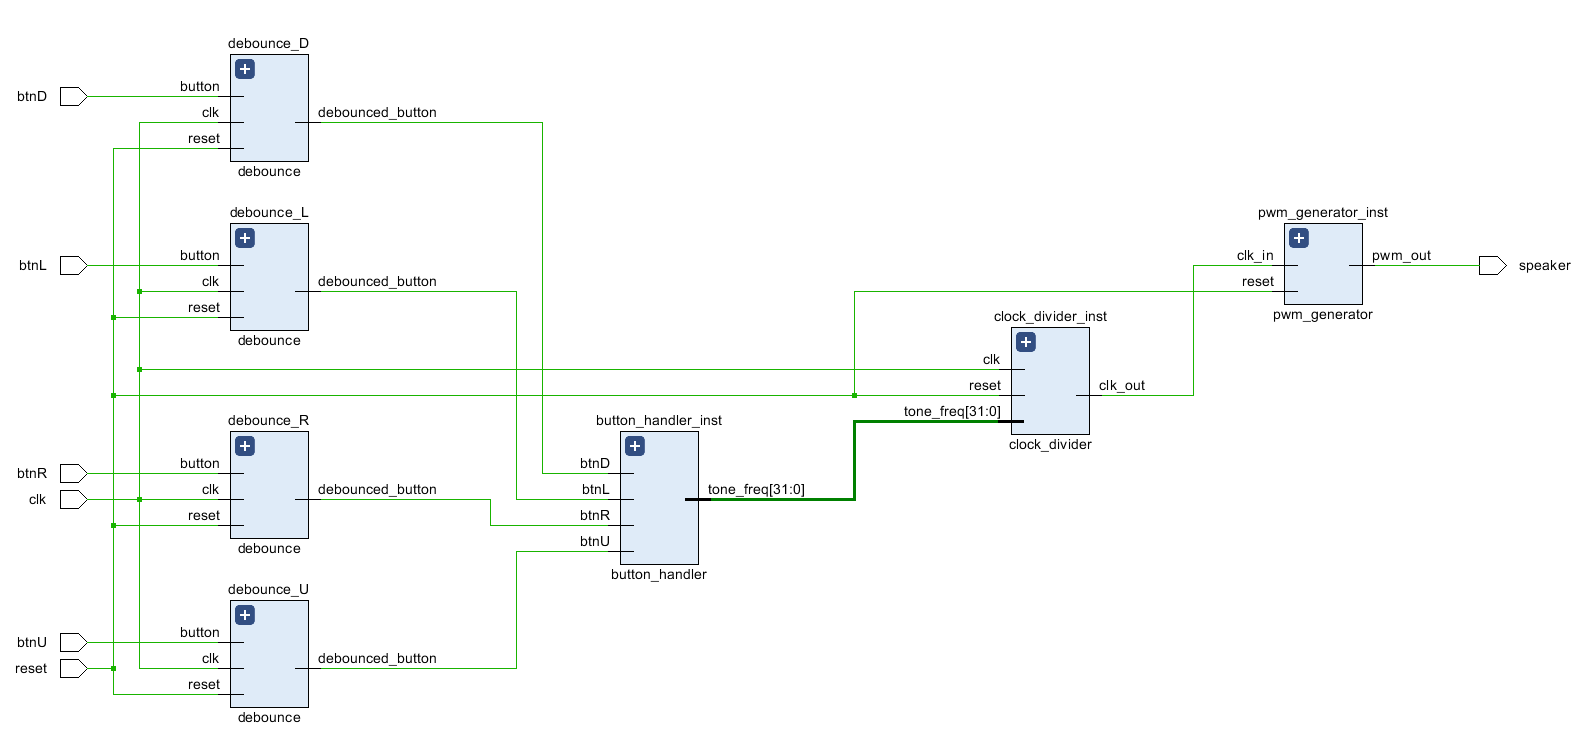 debounce_D
btnD
button
clk
reset
debounced_button
debounce
debounce_L
btnL
button
clk
reset
debounced_button
debounce
debounce_R
btnR
clk
button
clk
reset
debounced_button
debounce
debounce_U
btnU
reset
button
clk
reset
debounced_button
debounce
button_handler_inst
btnD
btnL
btnR
btnU
tone_freq[31:0]
button_handler
clock_divider_inst
clk
reset
tone_freq[31:0]
clk_out
clock_divider
pwm_generator_inst
clk_in
reset
pwm_out
pwm_generator
speaker